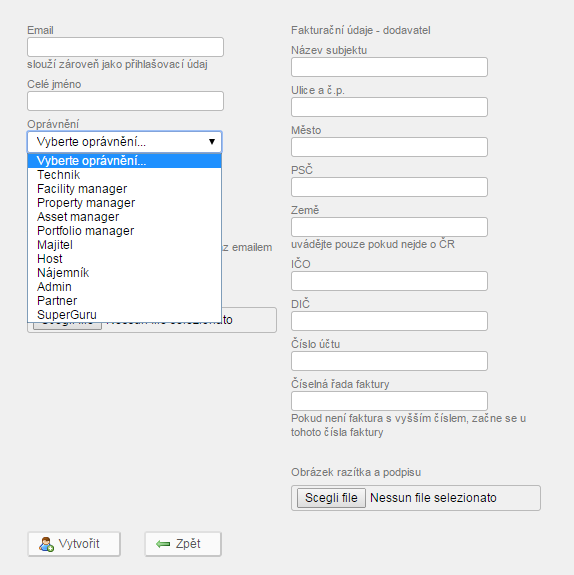 Email
slouží zároveň jako přihlašovací údaj
Celé jméno
Oprávnění
Vyberte oprávnění...
Vyberte oprávnění...
Technik
Facility manager
Property manager
Asset manager
Portfolio manager
Majitel
Host
Nájemník
Admin
Partner
SuperGuru
az emailem
Nessun file selezionato
Fakturační údaje - dodavatel
Název subjektu
Ulice a č.p.
Město
PSČ
Země
uvádějte pouze pokud nejde o ČR
IČO
DIČ
Číslo účtu
Číselná řada faktury
Pokud není faktura s vyšším číslem, začne se u
tohoto čísla faktury
Obrázek razítka a podpisu
Scegli file Nessun file selezionato
Vytvořit
Zpět